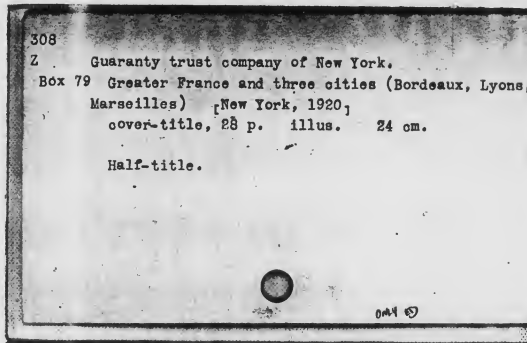 308
Z Guaranty trust company of New York.
Box 79 Greater France and three cities (Bordeaux, Lyons,
Marseilles) [New York, 1920]
cover-title, 28 p. illus. 24 cm.
Half-title.
ONLY